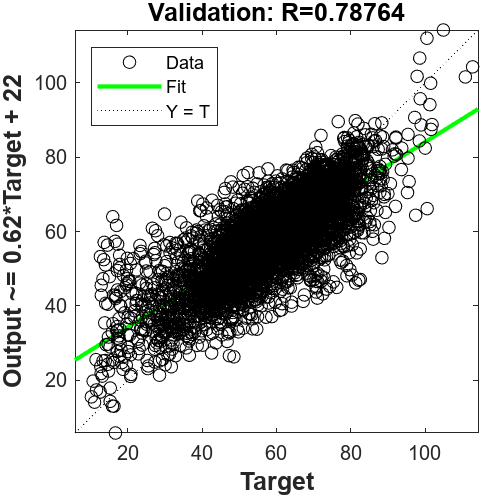 Validation: R=0.78764
Output ~= 0.62*Target + 22
100
80
60
40
20
Data
Fit
Y = T
20
40
60
80
100
Target